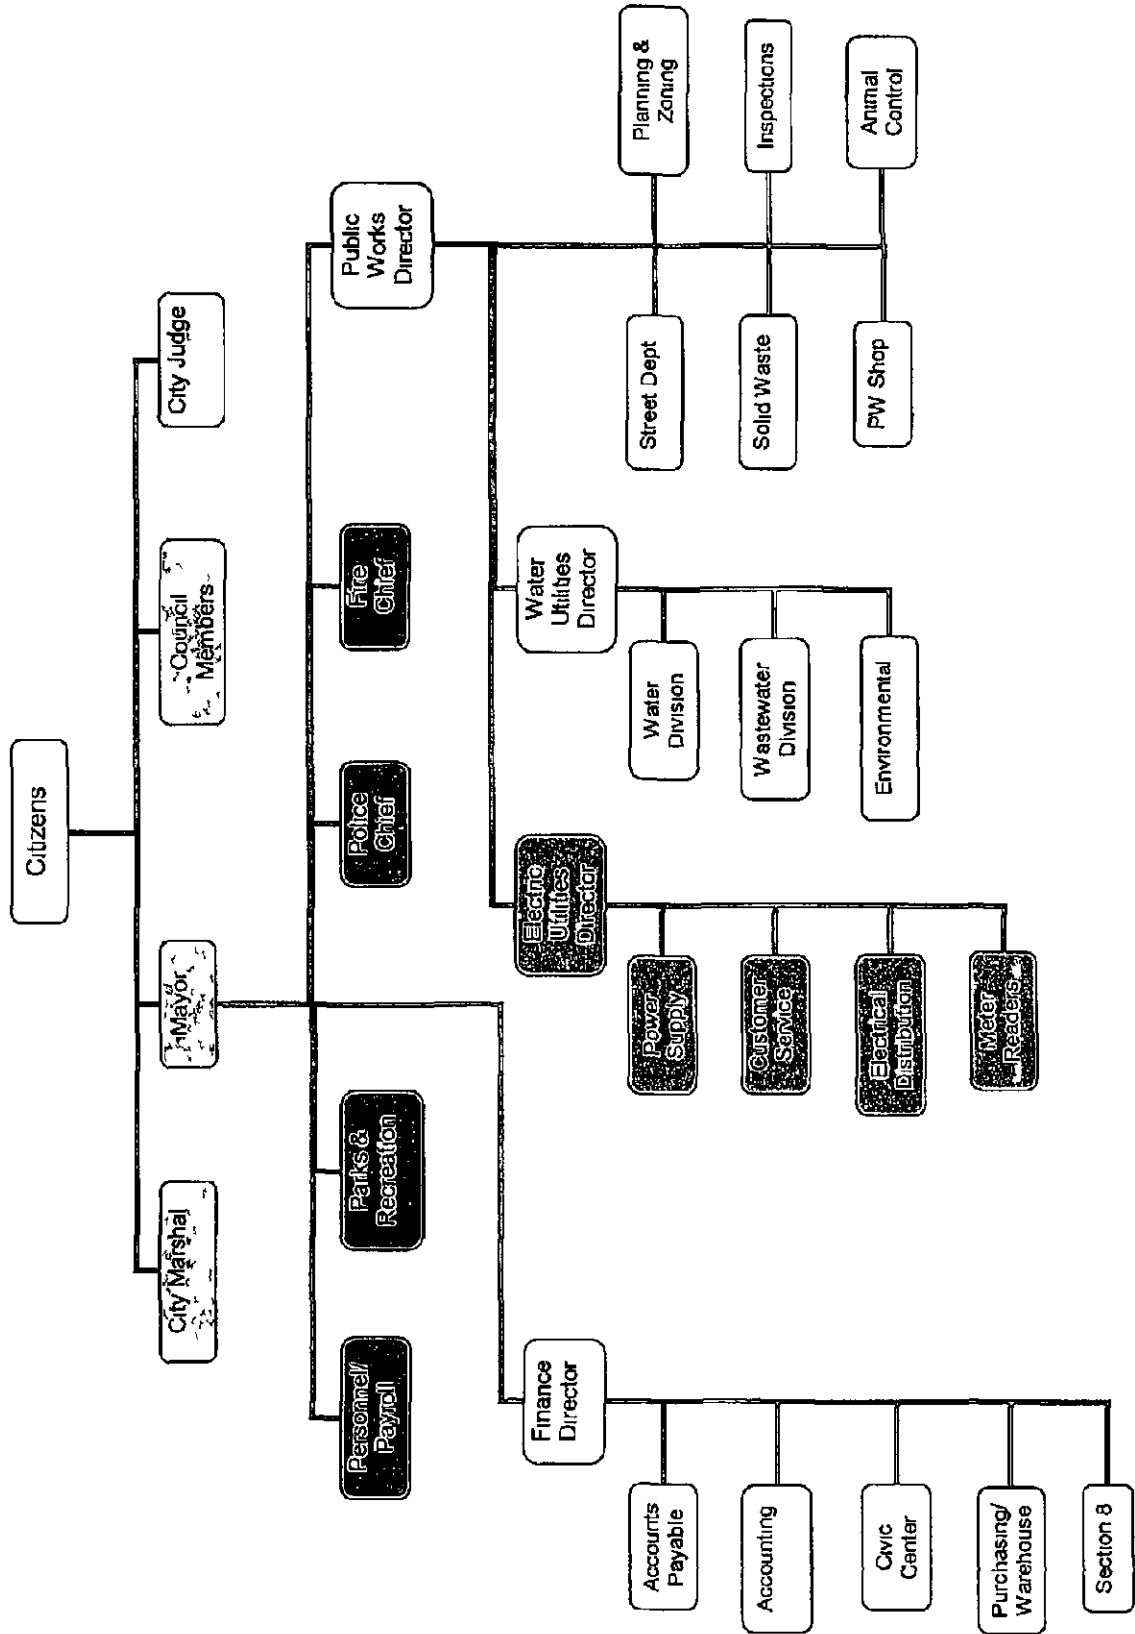 Citizens
City Marshal
Mayor
Council
Members
City Judge
Personnel/
Payroll
Parks &
Recreation
Police
Chief
Fire
Chief
Public
Works
Director
Finance
Director
Electric
Utilities
Director
Water
Utilities
Director
Accounts
Payable
Accounting
Civic
Center
Purchasing/
Warehouse
Section 8
Power
Supply
Customer
Service
Electrical
Distribution
Meter
Readers
Water
Division
Wastewater
Division
Environmental
Street Dept
Planning &
Zoning
Solid Waste
Inspections
PW Shop
Animal
Control